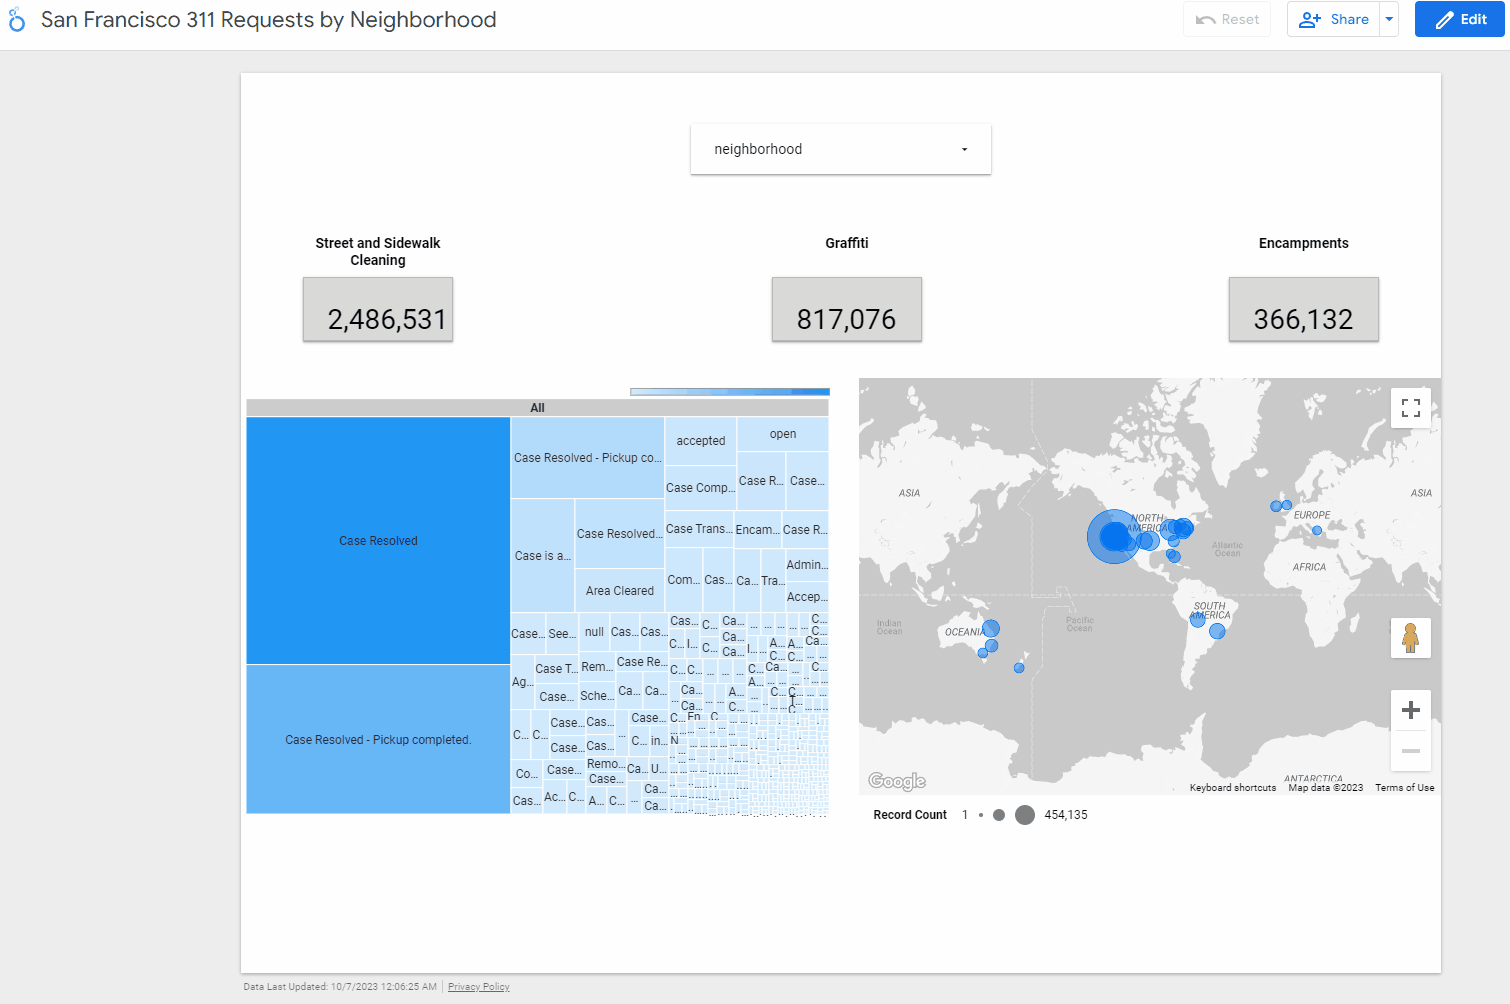 San Francisco 311 Requests by Neighborhood
Reset
Share
Edit
neighborhood
Street and Sidewalk
Cleaning
2,486,531
Graffiti
817,076
Encampments
366,132
All
Case Resolved
Case Resolved - Pickup completed.
Case Resolved - Pickup co...
accepted
open
Case Comp...
Case R...
Case...
Case is a...
Case Resolved...
Area Cleared
Case Trans...
Encam...
Case R...
Com...
Cas...
Ca...
Tra...
Admin...
Accep...
Case...
See...
null
Cas...
Cas...
Ag...
Case T...
Case...
Rem...
Sche...
Case Re...
Ca...
Ca...
C...
C...
Case...
Case...
Cas...
Cas...
Case...
C...
in...
Co...
Case...
Remo...
Case...
Ca...
U...
Cas...
Ac...
C...
A...
C...
Ca...
Ca...
ASIA
NORTH
AMERICA
EUROPE
ASIA
Atlantic
Ocean
AFRICA
Indian
Ocean
OCEANIA
Pacific
Ocean
SOUTH
AMERICA
ANTARCTICA
Google
Keyboard shortcuts
Map data ©2023
Terms of Use
Record Count
1
454,135
Data Last Updated: 10/7/2023 12:06:25 AM
Privacy Policy